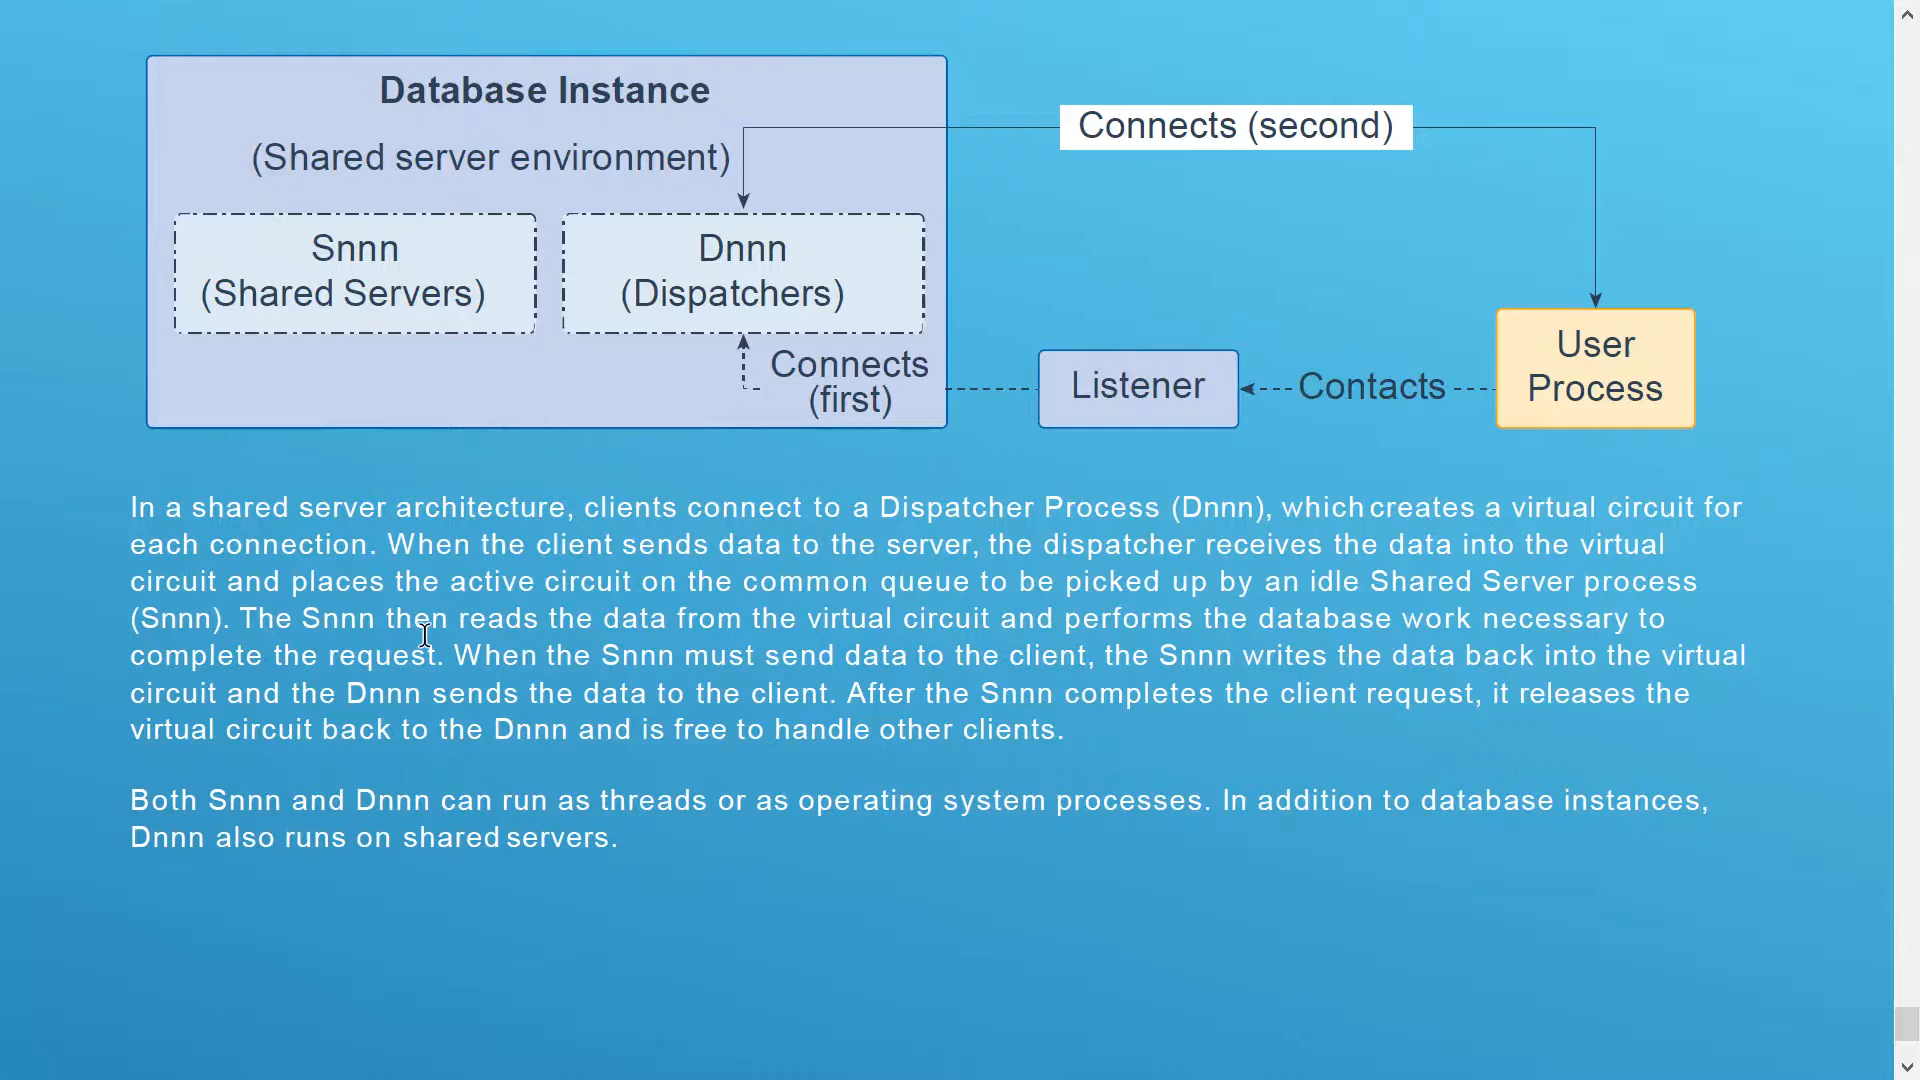 Database Instance
(Shared server environment)
Connects (second)
Snnn
(Shared Servers)
Dnnn
(Dispatchers)
Connects
(first)
Listener
Contacts
User
Process
In a shared server architecture, clients connect to a Dispatcher Process (Dnnn), which creates a virtual circuit for
each connection. When the client sends data to the server, the dispatcher receives the data into the virtual
circuit and places the active circuit on the common queue to be picked up by an idle Shared Server process
(Snnn). The Snnn then reads the data from the virtual circuit and performs the database work necessary to
complete the request. When the Snnn must send data to the client, the Snnn writes the data back into the virtual
circuit and the Dnnn sends the data to the client. After the Snnn completes the client request, it releases the
virtual circuit back to the Dnnn and is free to handle other clients.
Both Snnn and Dnnn can run as threads or as operating system processes. In addition to database instances,
Dnnn also runs on shared servers.